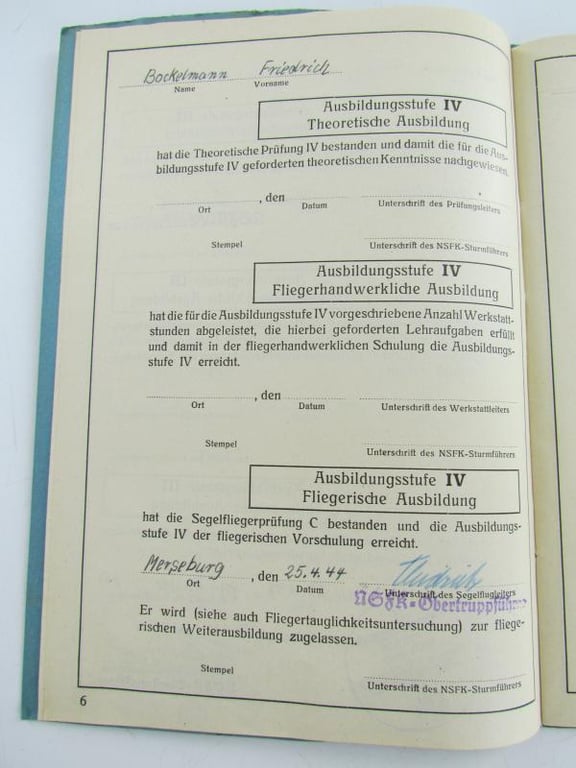 Bockelmann Friedrich
Name Vorname
Ausbildungsstufe IV
Theoretische Ausbildung
hat die Theoretische Prüfung IV bestanden und damit die für die Aus-
bildungsstufe IV geforderten theoretischen Kenntnisse nachgewiesen.
, den
Ort Datum Unterschrift des Prüfungsleiters
Stempel Unterschrift des NSFK-Sturmführers
Ausbildungsstufe IV
Fliegerhandwerkliche Ausbildung
hat die für die Ausbildungsstufe IV vorgeschriebene Anzahl Werkstatt-
stunden abgeleistet, die hierbei geforderten Lehraufgaben erfüllt
und damit in der fliegerhandwerklichen Schulung die Ausbildungs-
stufe IV erreicht.
, den
Ort Datum Unterschrift des Werkstattleiters
Stempel Unterschrift des NSFK-Sturmführers
Ausbildungsstufe IV
Fliegerische Ausbildung
hat die Segelfliegerprüfung C bestanden und die Ausbildungs-
stufe IV der fliegerischen Vorschulung erreicht.
Merseburg , den 25.4.44
Ort Datum Unterschrift des Segelflugleiters
NSFK-Obertruppführer
Er wird (siehe auch Fliegertauglichkeitsuntersuchung) zur fliege-
rischen Weiterausbildung zugelassen.
Stempel Unterschrift des NSFK-Sturmführers
6